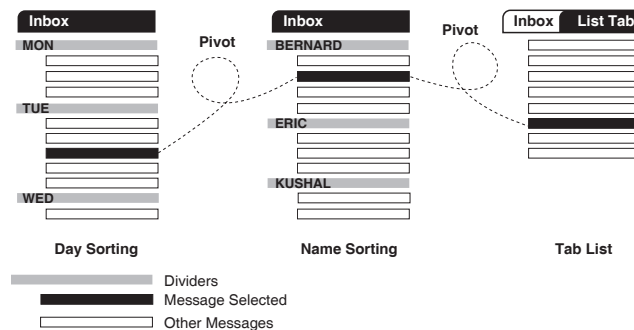 Inbox
MON
TUE
WED
Day Sorting
Pivot
Inbox
BERNARD
ERIC
KUSHAL
Name Sorting
Pivot
Inbox List Tab
Tab List
Dividers
Message Selected
Other Messages